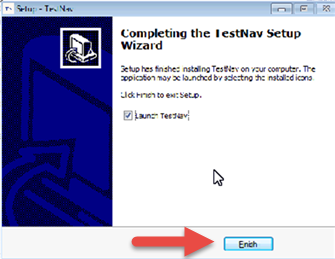 Setup - TestNav
Completing the TestNav Setup
Wizard
Setup has finished installing TestNav on your computer. The
application may be launched by selecting the installed icons.
Click Finish to exit Setup.
Launch TestNav
Finish